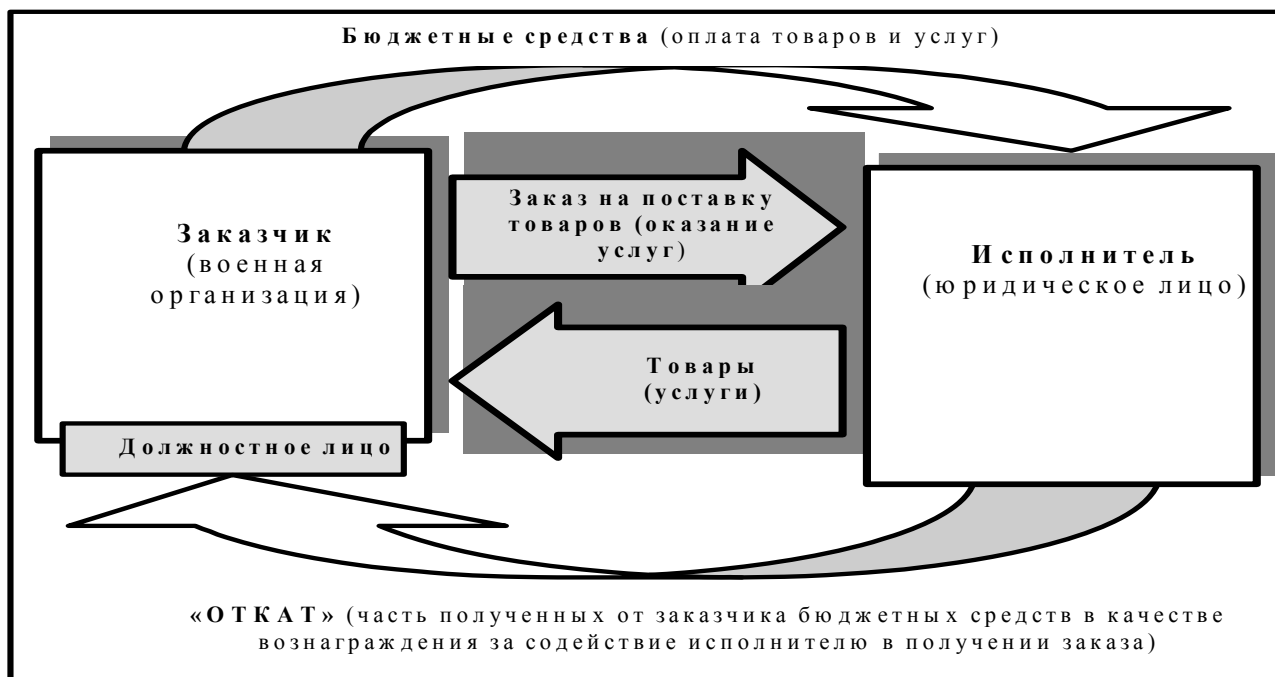 Бюджетные средства (оплата товаров и услуг)
Заказчик
(военная
организация)
Должностное лицо
Заказ на поставку
товаров (оказание
услуг)
Товары
(услуги)
Исполнитель
(юридическое лицо)
«ОТКАТ» (часть полученных от заказчика бюджетных средств в качестве
вознаграждения за содействие исполнителю в получении заказа)